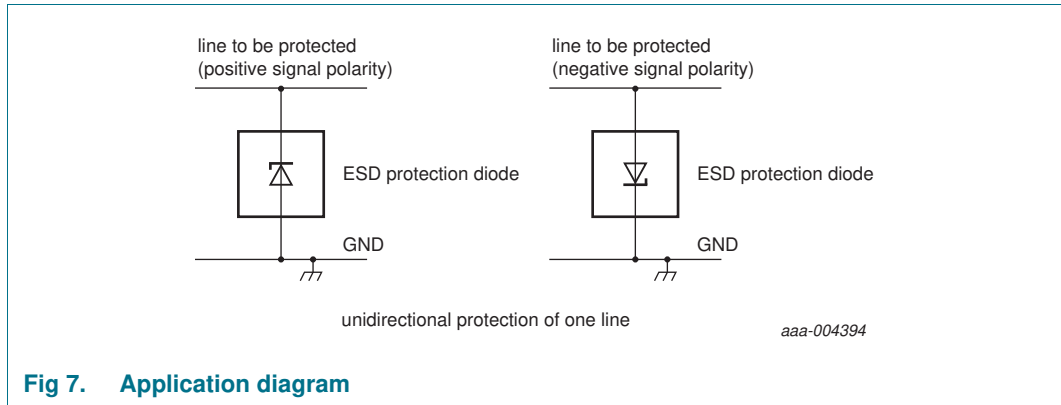 line to be protected
(positive signal polarity)
ESD protection diode
GND
line to be protected
(negative signal polarity)
ESD protection diode
GND
unidirectional protection of one line
aaa-004394
Fig 7. Application diagram